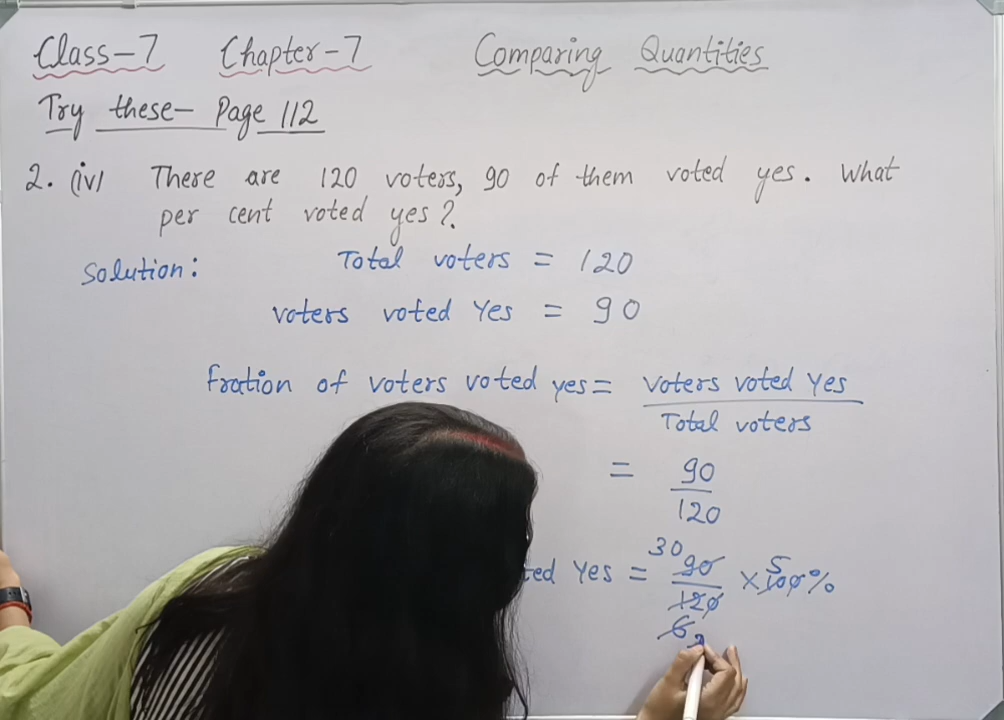 Class-7 Chapter-7 Comparing Quantities
Try these- Page 112
2. (iv) There are 120 voters, 90 of them voted yes. What
per cent voted yes?
Solution: Total voters = 120
voters voted Yes = 90
fration of voters voted yes = voters voted Yes
Total voters
= 90
120
Yes = 30 90
120 × 5 100%
6